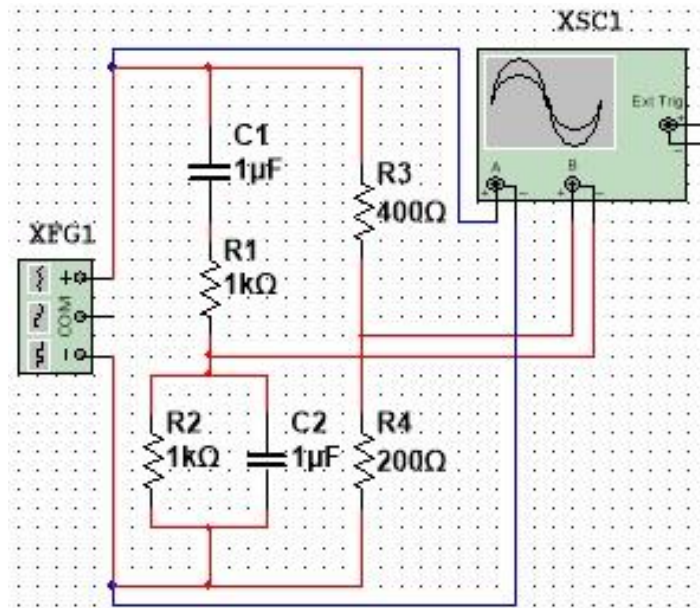 XSC1
Ext Trig
+
−
A
B
+ − + −
C1
1µF
R3
400Ω
XFG1
+
COM
−
R1
1kΩ
R2
1kΩ
C2
1µF
R4
200Ω